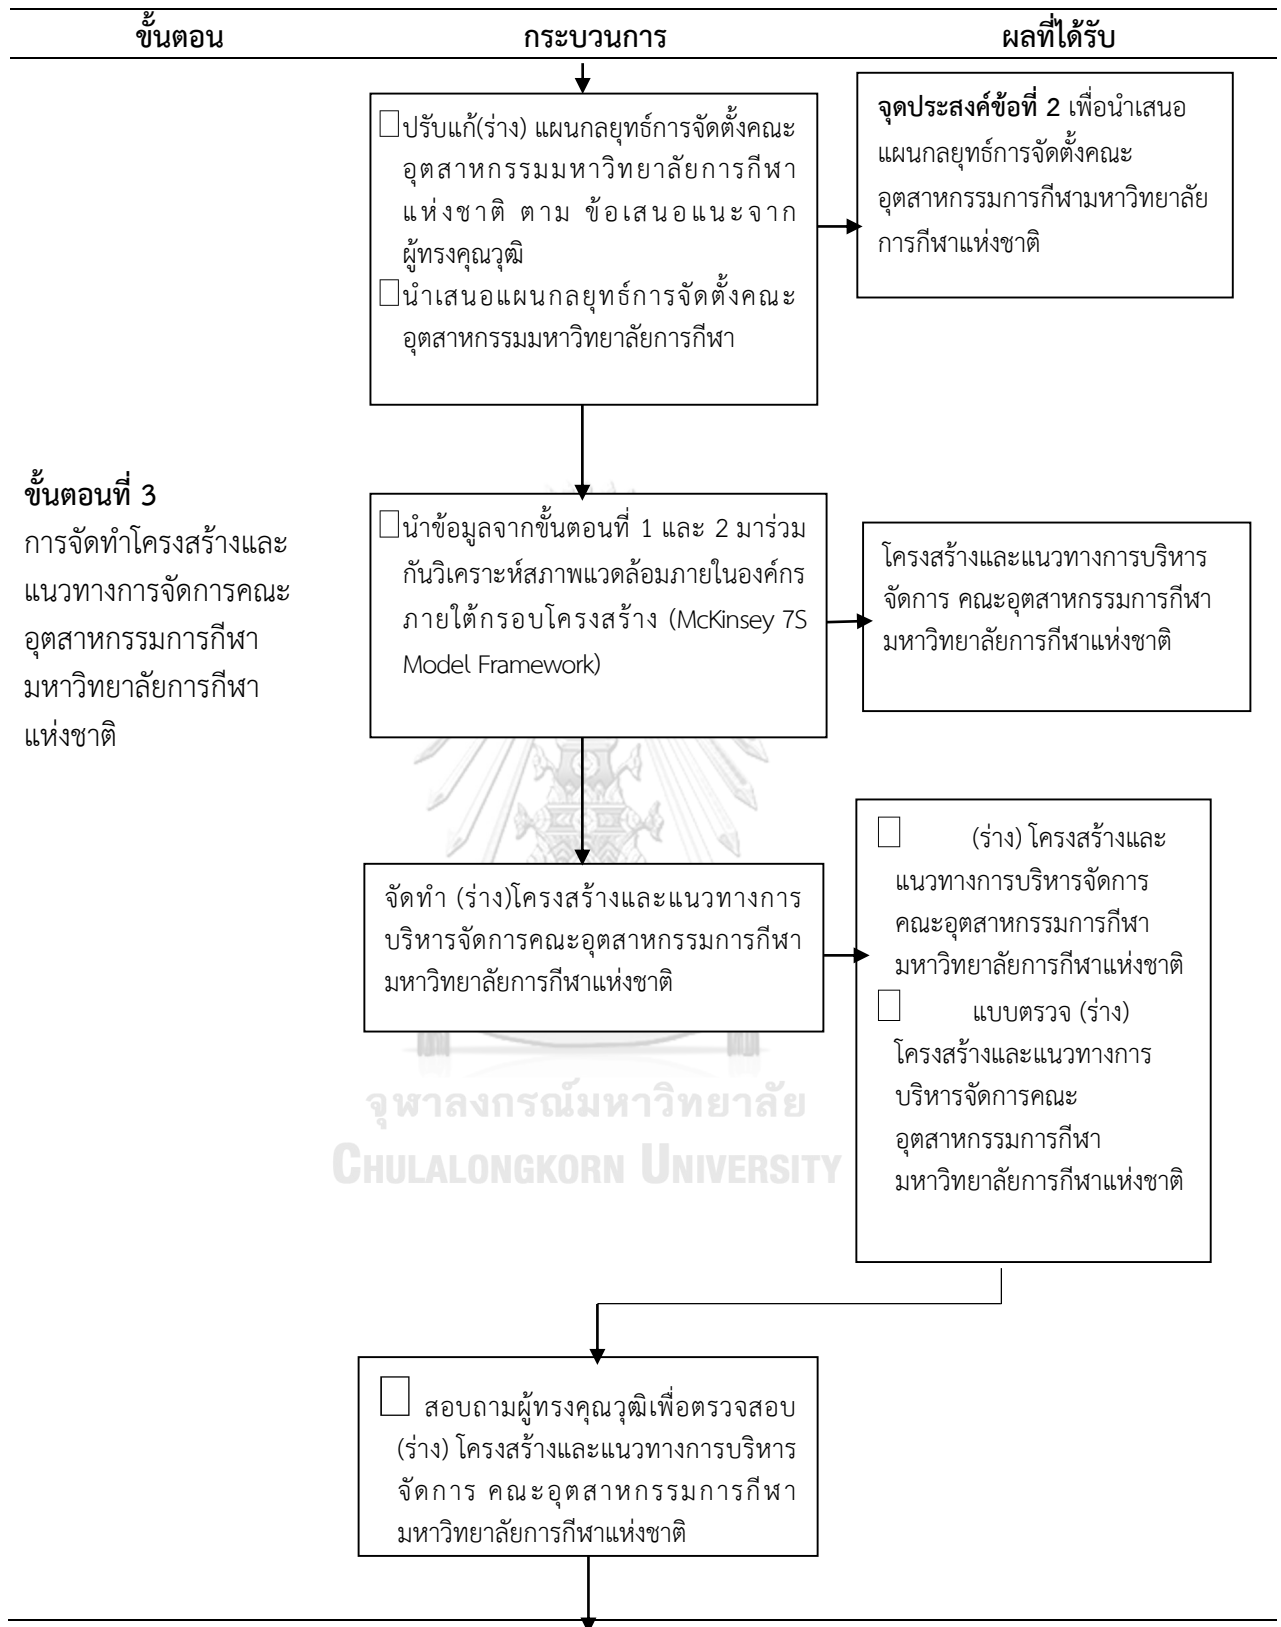 ขั้นตอน กระบวนการ ผลที่ได้รับ
ปรับแก้(ร่าง) แผนกลยุทธ์การจัดตั้งคณะ
อุตสาหกรรมมหาวิทยาลัยการกีฬา
แห่งชาติ ตาม ข้อเสนอแนะจาก
ผู้ทรงคุณวุฒิ
นำเสนอแผนกลยุทธ์การจัดตั้งคณะ
อุตสาหกรรมมหาวิทยาลัยการกีฬา
จุดประสงค์ข้อที่ 2 เพื่อนำเสนอ
แผนกลยุทธ์การจัดตั้งคณะ
อุตสาหกรรมการกีฬามหาวิทยาลัย
การกีฬาแห่งชาติ
ขั้นตอนที่ 3
การจัดทำโครงสร้างและ
แนวทางการจัดการคณะ
อุตสาหกรรมการกีฬา
มหาวิทยาลัยการกีฬา
แห่งชาติ
นำข้อมูลจากขั้นตอนที่ 1 และ 2 มาร่วม
กันวิเคราะห์สภาพแวดล้อมภายในองค์กร
ภายใต้กรอบโครงสร้าง (McKinsey 7S
Model Framework)
โครงสร้างและแนวทางการบริหาร
จัดการ คณะอุตสาหกรรมการกีฬา
มหาวิทยาลัยการกีฬาแห่งชาติ
จัดทำ (ร่าง)โครงสร้างและแนวทางการ
บริหารจัดการคณะอุตสาหกรรมการกีฬา
มหาวิทยาลัยการกีฬาแห่งชาติ
(ร่าง) โครงสร้างและ
แนวทางการบริหารจัดการ
คณะอุตสาหกรรมการกีฬา
มหาวิทยาลัยการกีฬาแห่งชาติ
แบบตรวจ (ร่าง)
โครงสร้างและแนวทางการ
บริหารจัดการคณะ
อุตสาหกรรมการกีฬา
มหาวิทยาลัยการกีฬาแห่งชาติ
จุฬาลงกรณ์มหาวิทยาลัย
CHULALONGKORN UNIVERSITY
สอบถามผู้ทรงคุณวุฒิเพื่อตรวจสอบ
(ร่าง) โครงสร้างและแนวทางการบริหาร
จัดการ คณะอุตสาหกรรมการกีฬา
มหาวิทยาลัยการกีฬาแห่งชาติ